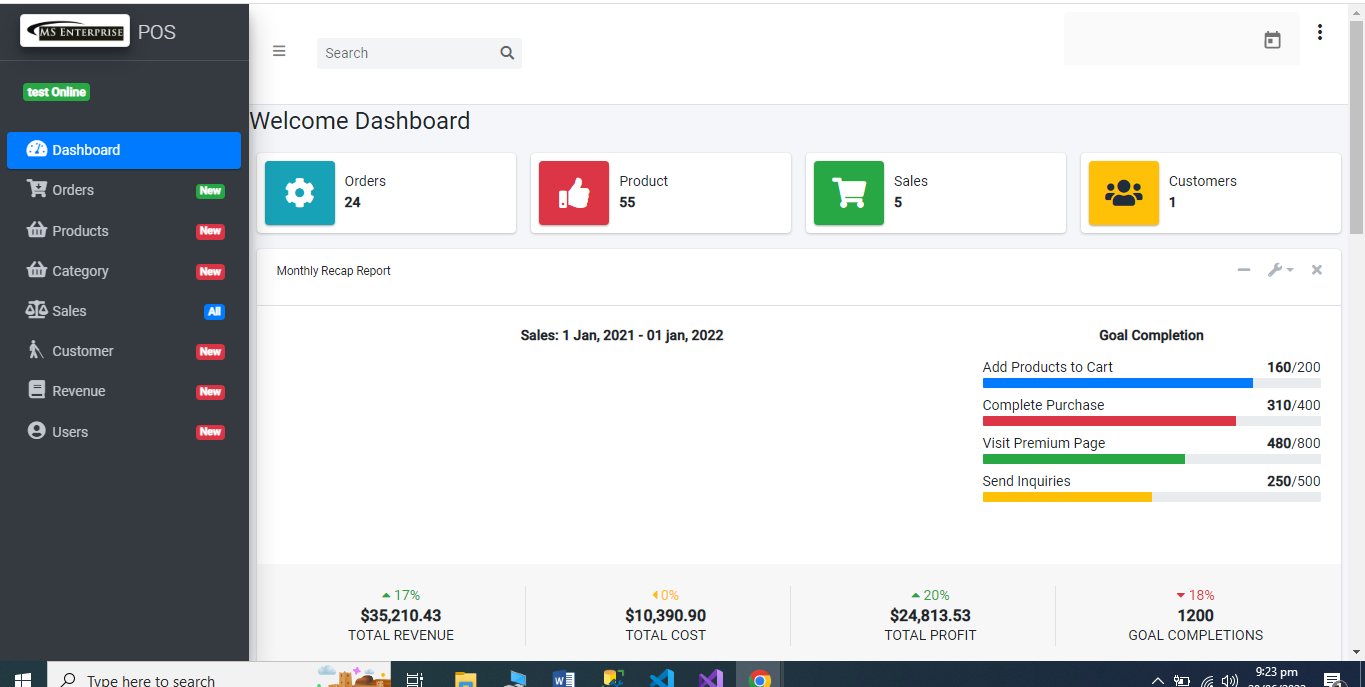 MS ENTERPRISE POS
Search
test Online
Welcome Dashboard
Dashboard
Orders New
Products New
Category New
Sales All
Customer New
Revenue New
Users New
Orders
24
Product
55
Sales
5
Customers
1
Monthly Recap Report
Sales: 1 Jan, 2021 - 01 jan, 2022
Goal Completion
Add Products to Cart 160/200
Complete Purchase 310/400
Visit Premium Page 480/800
Send Inquiries 250/500
17%
$35,210.43
TOTAL REVENUE
0%
$10,390.90
TOTAL COST
20%
$24,813.53
TOTAL PROFIT
18%
1200
GOAL COMPLETIONS
Type here to search
9:23 pm